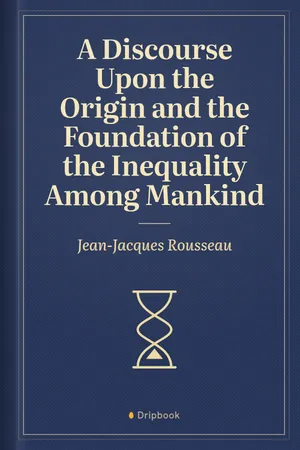 A Discourse
Upon the
Origin and the
Foundation of
the Inequality
Among Mankind
Jean-Jacques Rousseau
Dripbook